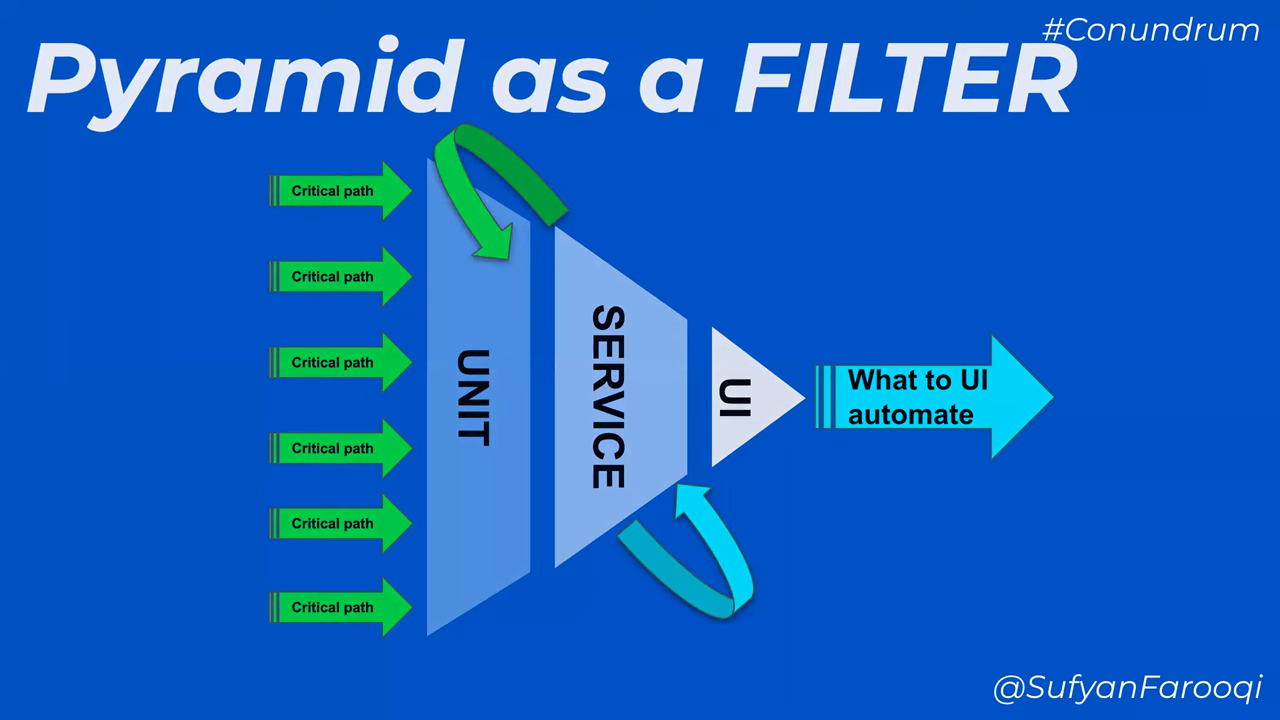 #Conundrum
Pyramid as a FILTER
Critical path
Critical path
Critical path
Critical path
Critical path
Critical path
UNIT
SERVICE
UI
What to UI
automate
@SufyanFarooqi